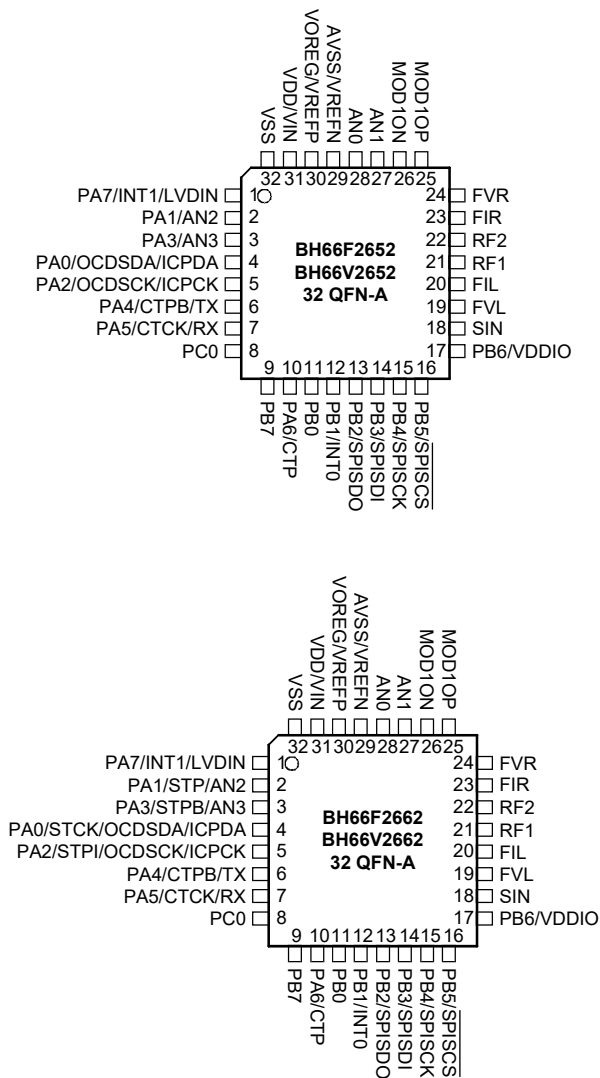 VSS
VDD/VIN
VOREG/VREFP
AVSS/VREFN
AN0
AN1
MOD1ON
MOD1OP
32 31 30 29 28 27 26 25
PA7/INT1/LVDIN 1 24 FVR
PA1/AN2 2 23 FIR
PA3/AN3 3 22 RF2
PA0/OCDSDA/ICPDA 4 21 RF1
PA2/OCDSCK/ICPCK 5 20 FIL
PA4/CTPB/TX 6 19 FVL
PA5/CTCK/RX 7 18 SIN
PC0 8 17 PB6/VDDIO
BH66F2652
BH66V2652
32 QFN-A
9 10 11 12 13 14 15 16
PB7
PA6/CTP
PB0
PB1/INT0
PB2/SPISDO
PB3/SPISDI
PB4/SPISCK
PB5/SPISCS
VSS
VDD/VIN
VOREG/VREFP
AVSS/VREFN
AN0
AN1
MOD1ON
MOD1OP
32 31 30 29 28 27 26 25
PA7/INT1/LVDIN 1 24 FVR
PA1/STP/AN2 2 23 FIR
PA3/STPB/AN3 3 22 RF2
PA0/STCK/OCDSDA/ICPDA 4 21 RF1
PA2/STPI/OCDSCK/ICPCK 5 20 FIL
PA4/CTPB/TX 6 19 FVL
PA5/CTCK/RX 7 18 SIN
PC0 8 17 PB6/VDDIO
BH66F2662
BH66V2662
32 QFN-A
9 10 11 12 13 14 15 16
PB7
PA6/CTP
PB0
PB1/INT0
PB2/SPISDO
PB3/SPISDI
PB4/SPISCK
PB5/SPISCS